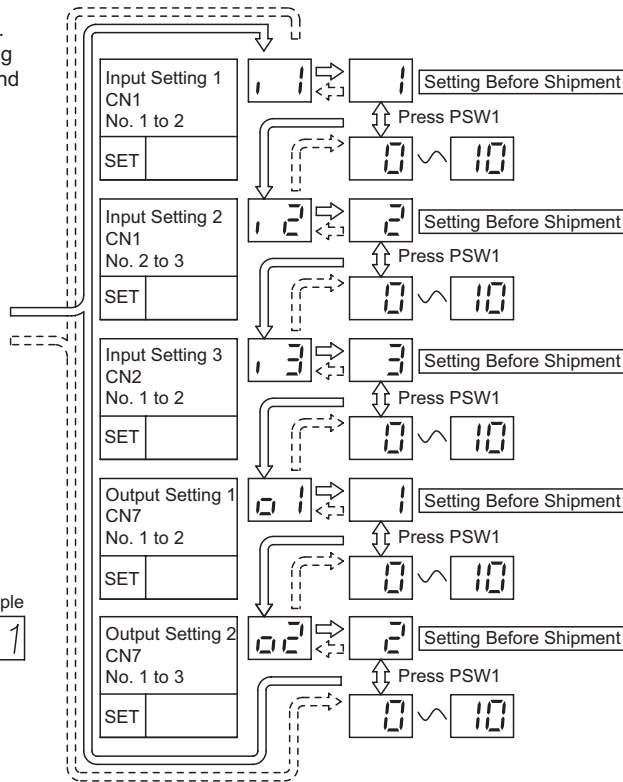 g
nd
Input Setting 1
CN1
No. 1 to 2
SET
i 1
1
Setting Before Shipment
Press PSW1
0 ~ 10
Input Setting 2
CN1
No. 2 to 3
SET
i 2
2
Setting Before Shipment
Press PSW1
0 ~ 10
Input Setting 3
CN2
No. 1 to 2
SET
i 3
3
Setting Before Shipment
Press PSW1
0 ~ 10
Output Setting 1
CN7
No. 1 to 2
SET
o 1
1
Setting Before Shipment
Press PSW1
0 ~ 10
ple
1
Output Setting 2
CN7
No. 1 to 3
SET
o2
2
Setting Before Shipment
Press PSW1
0 ~ 10